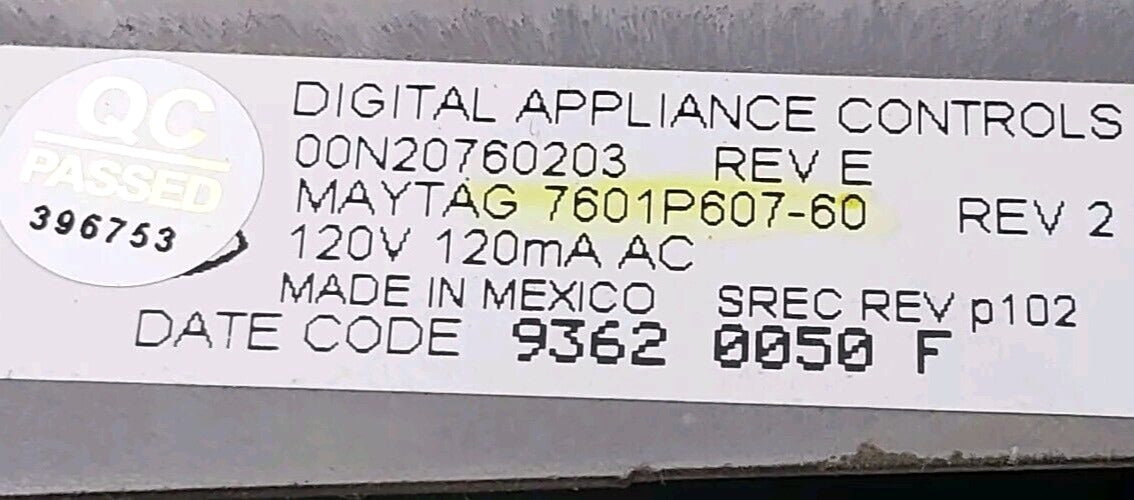 QC
PASSED
396753
DIGITAL APPLIANCE CONTROLS
00N20760203 REV E
MAYTAG 7601P607-60 REV 2
120V 120mA AC
MADE IN MEXICO SREC REV p102
DATE CODE 9362 0050 F